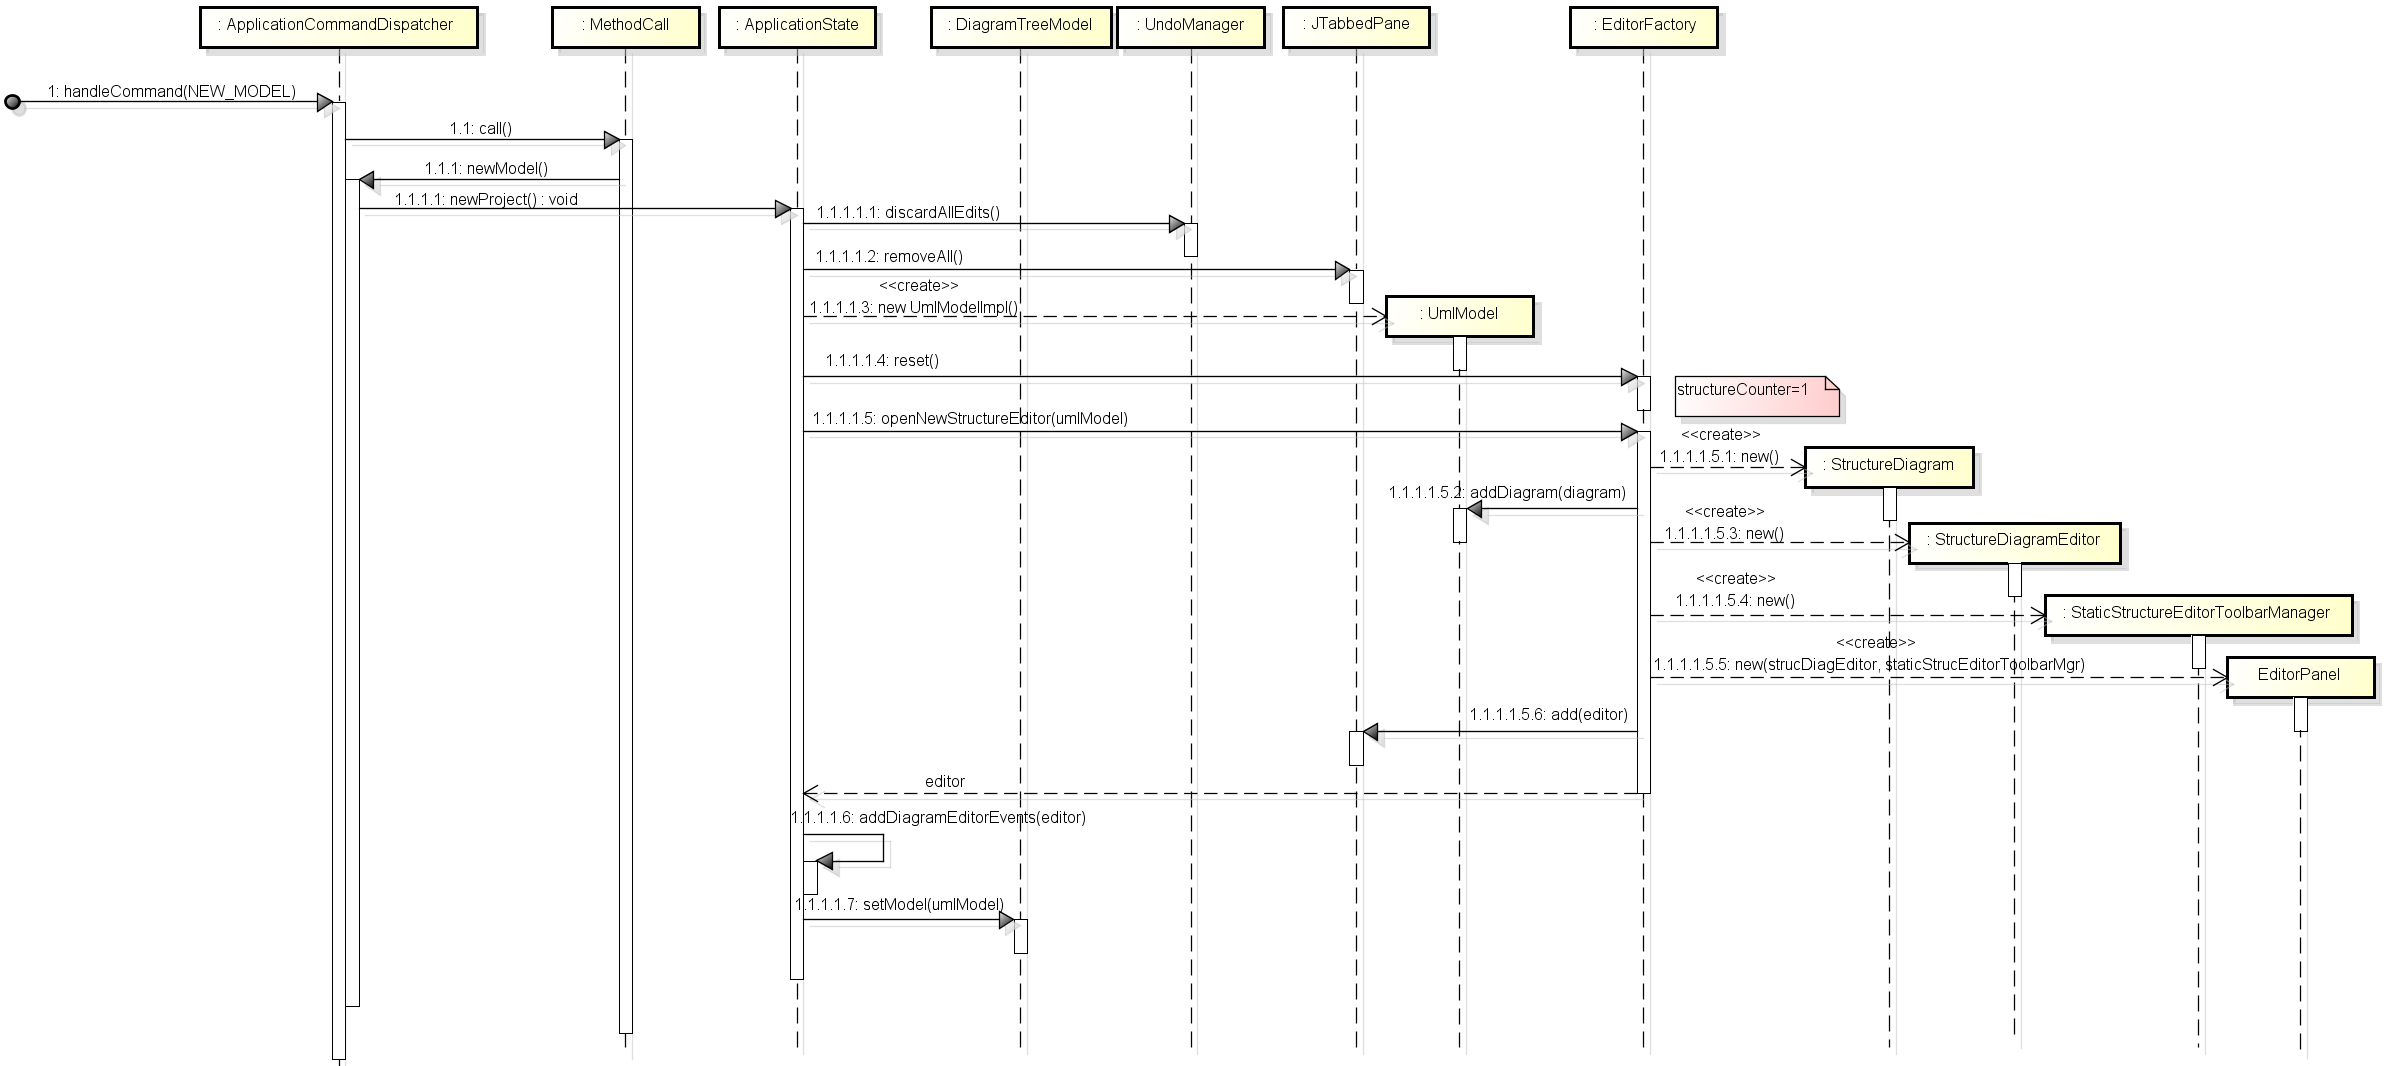 : ApplicationCommandDispatcher
: MethodCall
: ApplicationState
: DiagramTreeModel
: UndoManager
: JTabbedPane
: EditorFactory
1: handleCommand(NEW_MODEL)
1.1: call()
1.1.1: newModel()
1.1.1.1: newProject() : void
1.1.1.1.1: discardAllEdits()
1.1.1.1.2: removeAll()
<<create>>
1.1.1.1.3: new UmlModelImpl()
: UmlModel
1.1.1.1.4: reset()
structureCounter=1
1.1.1.1.5: openNewStructureEditor(umlModel)
<<create>>
1.1.1.1.5.1: new()
: StructureDiagram
1.1.1.1.5.2: addDiagram(diagram)
<<create>>
1.1.1.1.5.3: new()
: StructureDiagramEditor
<<create>>
1.1.1.1.5.4: new()
: StaticStructureEditorToolbarManager
<<create>>
1.1.1.1.5.5: new(strucDiagEditor, staticStrucEditorToolbarMgr)
EditorPanel
1.1.1.1.5.6: add(editor)
editor
1.1.1.1.6: addDiagramEditorEvents(editor)
1.1.1.1.7: setModel(umlModel)